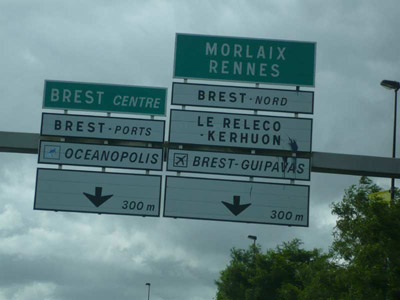 BREST CENTRE
BREST-PORTS
OCEANOPOLIS
300 m
MORLAIX
RENNES
BREST-NORD
LE RELECQ
-KERHUON
BREST-GUIPAVAS
300 m